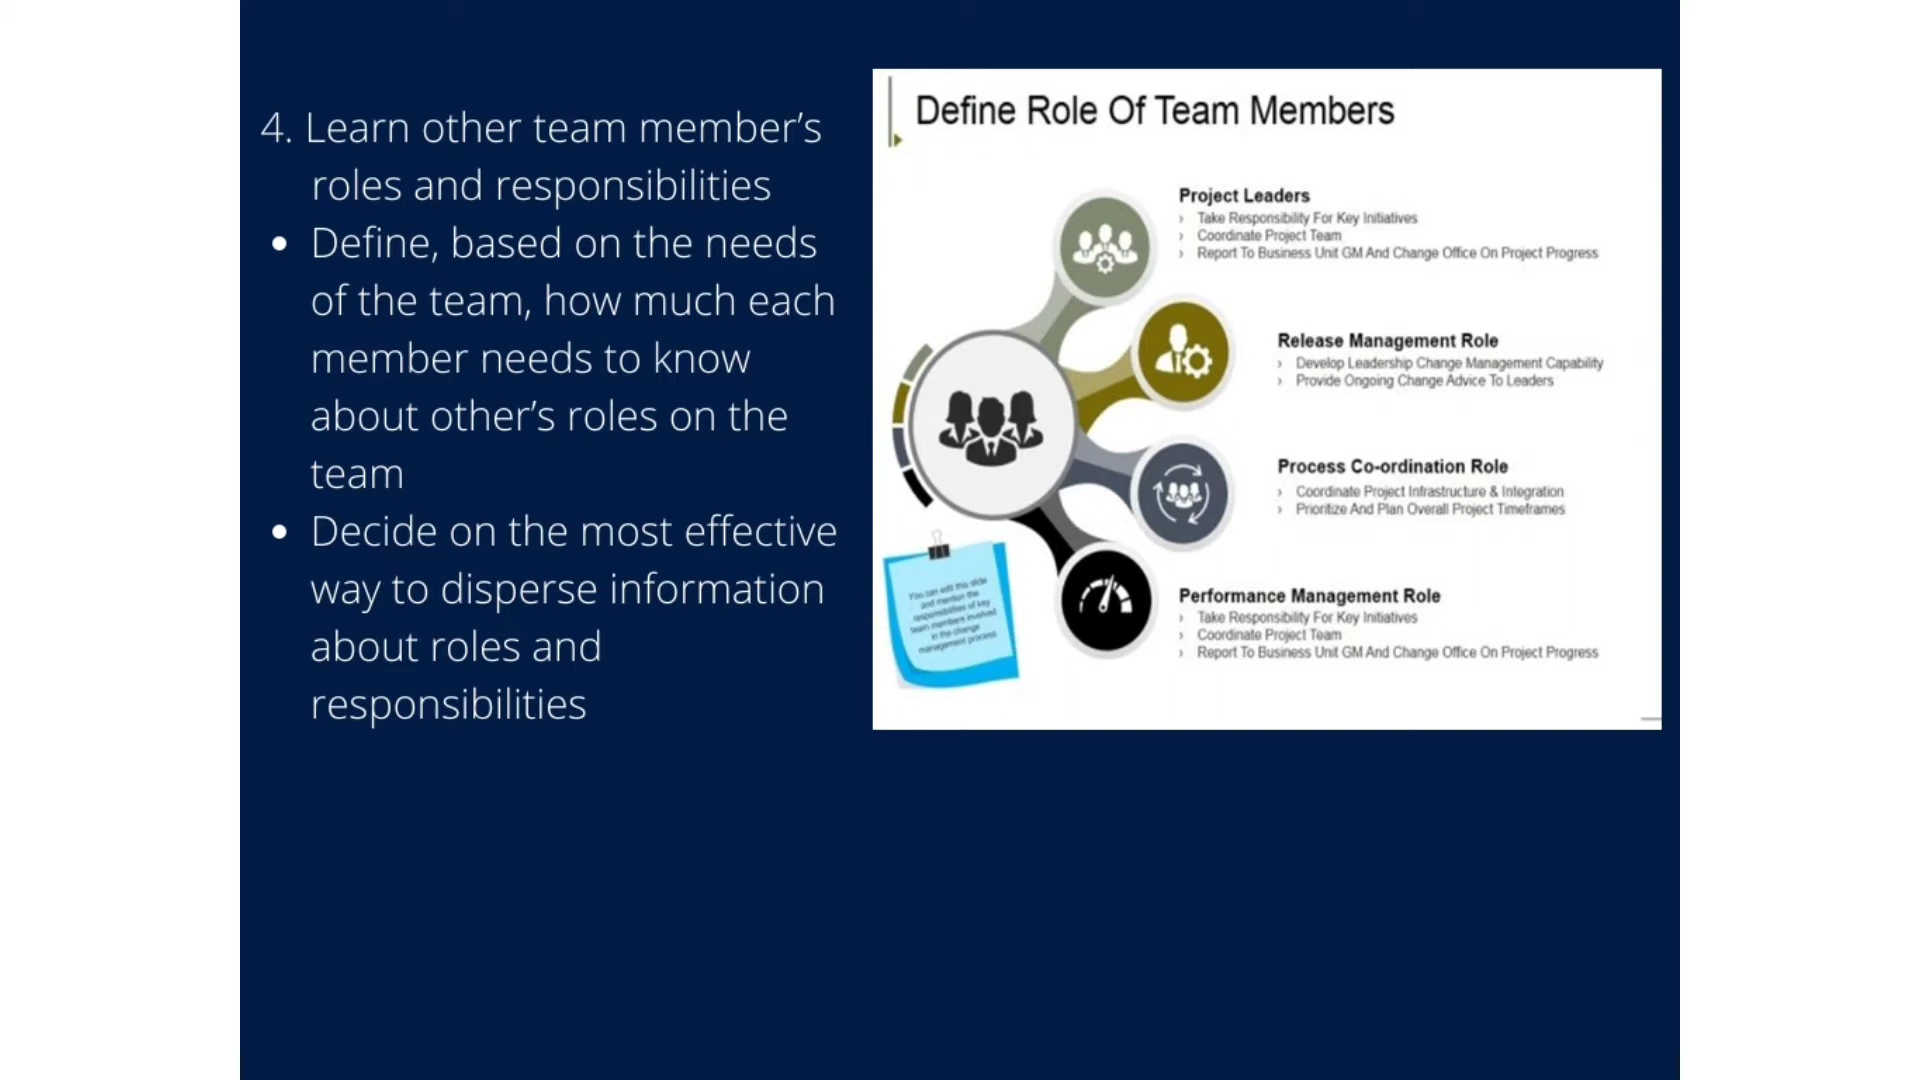 4. Learn other team member’s
roles and responsibilities
• Define, based on the needs
of the team, how much each
member needs to know
about other’s roles on the
team
• Decide on the most effective
way to disperse information
about roles and
responsibilities
Define Role Of Team Members
Project Leaders
› Take Responsibility For Key Initiatives
› Coordinate Project Team
› Report To Business Unit GM And Change Office On Project Progress
Release Management Role
› Develop Leadership Change Management Capability
› Provide Ongoing Change Advice To Leaders
Process Co-ordination Role
› Coordinate Project Infrastructure & Integration
› Prioritize And Plan Overall Project Timeframes
Performance Management Role
› Take Responsibility For Key Initiatives
› Coordinate Project Team
› Report To Business Unit GM And Change Office On Project Progress
You can edit this slide
and mention the
responsibilities of key
team members involved
in the change
management process